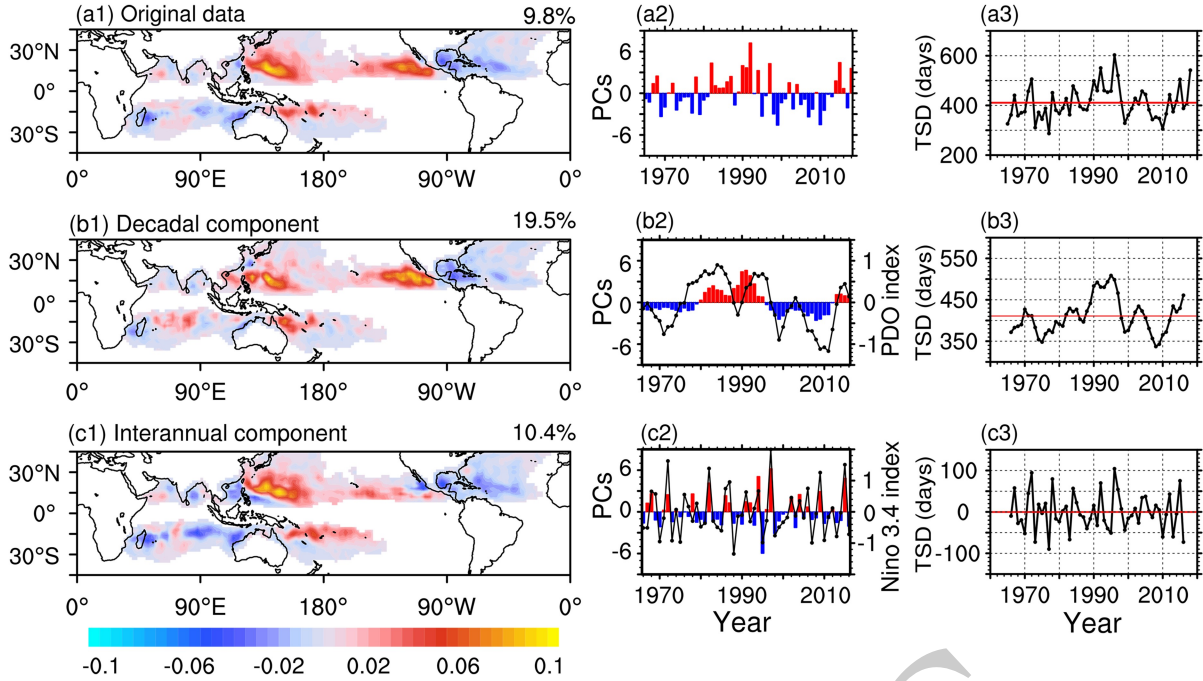 (a1) Original data 9.8%
30°N
0°
30°S
0° 90°E 180° 90°W 0°
(a2)
PCs
6
0
-6
1970 1990 2010
(a3)
TSD (days)
600
400
200
1970 1990 2010
(b1) Decadal component 19.5%
30°N
0°
30°S
0° 90°E 180° 90°W 0°
(b2)
PCs
6
0
-6
1
0
-1
PDO index
1970 1990 2010
(b3)
TSD (days)
550
450
350
1970 1990 2010
(c1) Interannual component 10.4%
30°N
0°
30°S
0° 90°E 180° 90°W 0°
-0.1 -0.06 -0.02 0.02 0.06 0.1
(c2)
PCs
6
0
-6
1
0
-1
Nino 3.4 index
1970 1990 2010
Year
(c3)
TSD (days)
100
0
-100
1970 1990 2010
Year